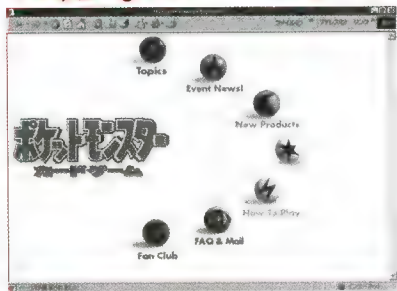 Topics
Event News!
New Products
ポケットモンスター
カードゲーム
How To Play
FAQ & Mail
Fan Club